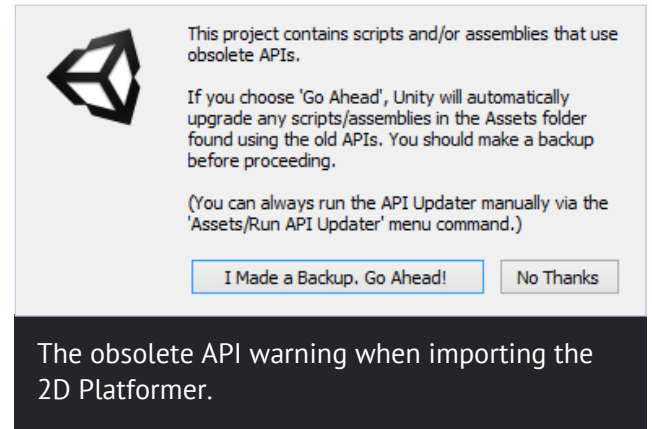 This project contains scripts and/or assemblies that use
obsolete APIs.
If you choose 'Go Ahead', Unity will automatically
upgrade any scripts/assemblies in the Assets folder
found using the old APIs. You should make a backup
before proceeding.
(You can always run the API Updater manually via the
'Assets/Run API Updater' menu command.)
I Made a Backup. Go Ahead!
No Thanks
The obsolete API warning when importing the
2D Platformer.